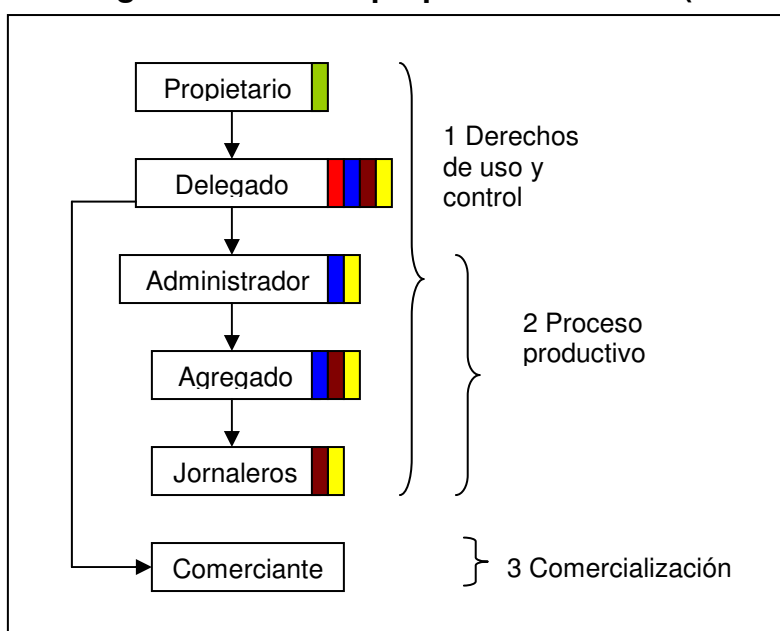 Propietario
1 Derechos
de uso y
control
Delegado
Administrador
2 Proceso
productivo
Agregado
Jornaleros
Comerciante
3 Comercialización